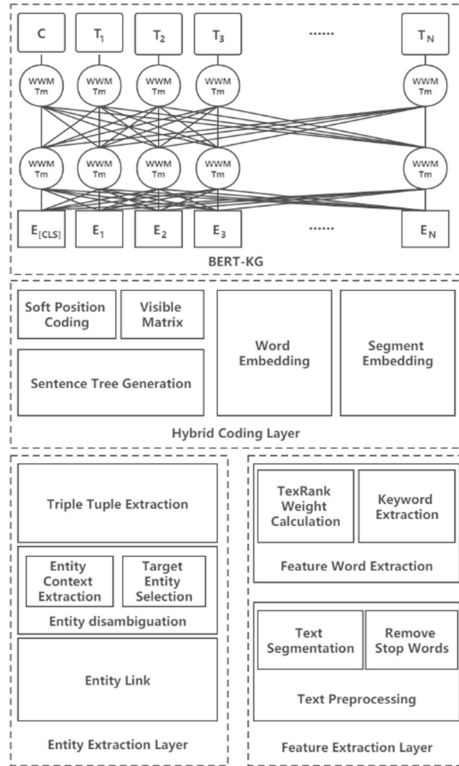 C T1 T2 T3 ...... TN
WWM WWM WWM WWM WWM
Tm Tm Tm Tm Tm
WWM WWM WWM WWM WWM
Tm Tm Tm Tm Tm
E[CLS] E1 E2 E3 ...... EN
BERT-KG
Soft Position
Coding
Visible
Matrix
Sentence Tree Generation
Word
Embedding
Segment
Embedding
Hybrid Coding Layer
Triple Tuple Extraction
Entity
Context
Extraction
Target
Entity
Selection
Entity disambiguation
Entity Link
Entity Extraction Layer
TexRank
Weight
Calculation
Keyword
Extraction
Feature Word Extraction
Text
Segmentation
Remove
Stop Words
Text Preprocessing
Feature Extraction Layer